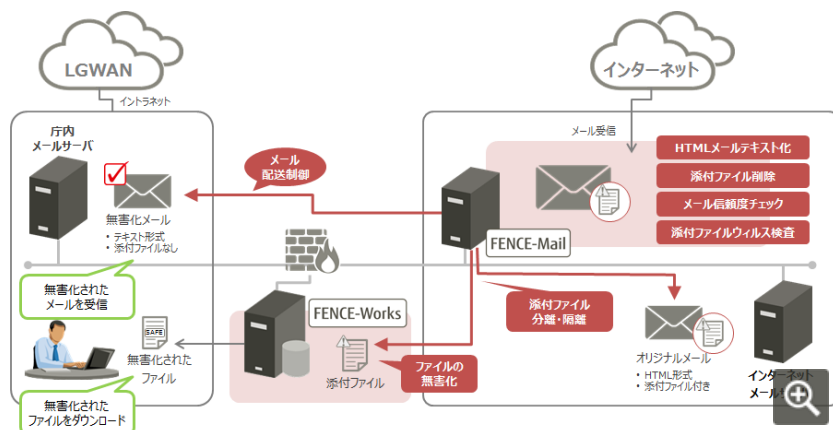 LGWAN
イントラネット
庁内
メールサーバ
無害化メール
・ テキスト形式
・ 添付ファイルなし
無害化された
メールを受信
無害化された
ファイル
SAFE
無害化された
ファイルをダウンロード
メール
配送制御
FENCE-Works
添付ファイル
ファイルの
無害化
インターネット
メール受信
HTMLメールテキスト化
添付ファイル削除
メール信頼度チェック
添付ファイルウィルス検査
FENCE-Mail
添付ファイル
分離・隔離
オリジナルメール
・ HTML形式
・ 添付ファイル付き
インターネット
メールサ